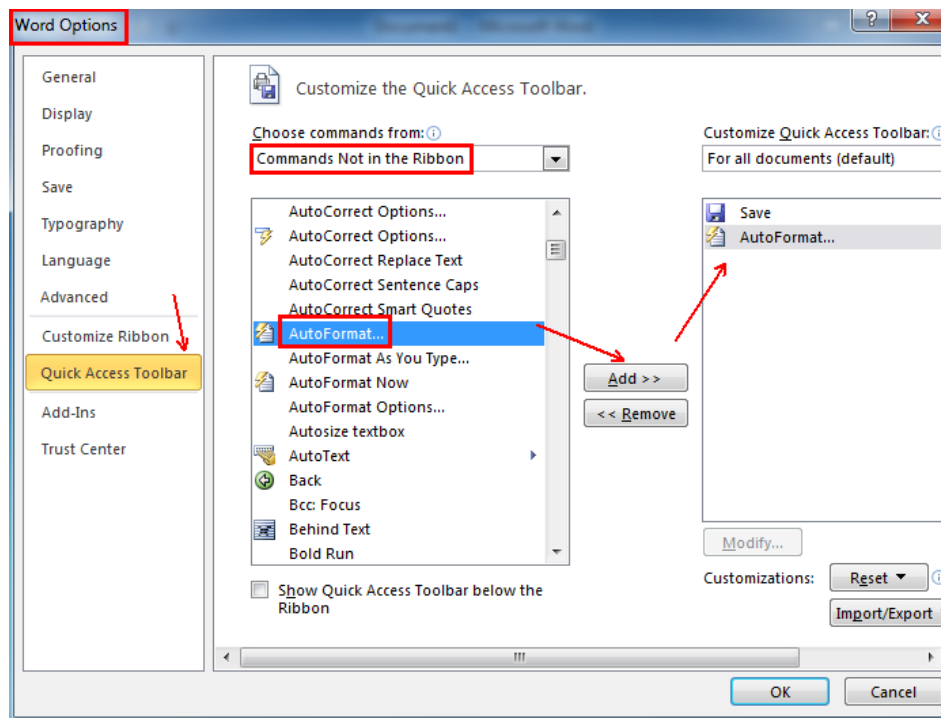 Word Options
General
Display
Proofing
Save
Typography
Language
Advanced
Customize Ribbon
Quick Access Toolbar
Add-Ins
Trust Center
Customize the Quick Access Toolbar.
Choose commands from:
Commands Not in the Ribbon
AutoCorrect Options...
AutoCorrect Options...
AutoCorrect Replace Text
AutoCorrect Sentence Caps
AutoCorrect Smart Quotes
AutoFormat...
AutoFormat As You Type...
AutoFormat Now
AutoFormat Options...
Autosize textbox
AutoText
Back
Bcc: Focus
Behind Text
Bold Run
Show Quick Access Toolbar below the
Ribbon
Add >>
<< Remove
Customize Quick Access Toolbar:
For all documents (default)
Save
AutoFormat...
Modify...
Customizations:
Reset
Import/Export
OK
Cancel